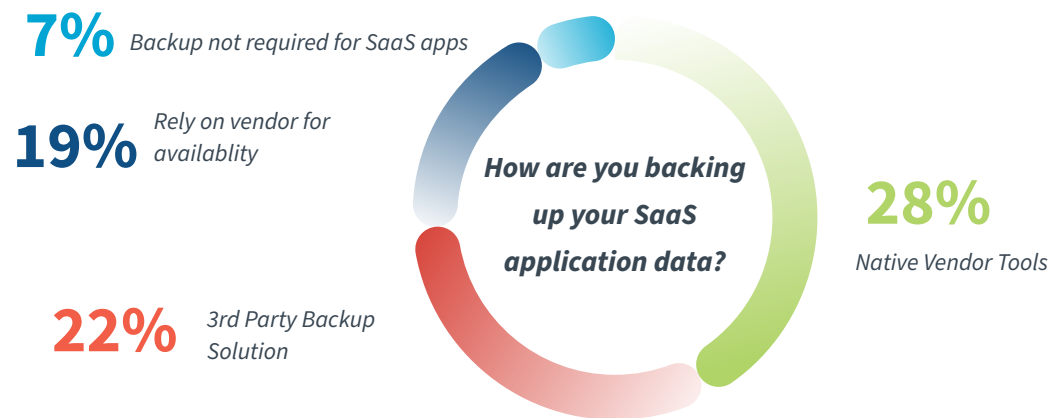 7% Backup not required for SaaS apps
19% Rely on vendor for
availablity
How are you backing
up your SaaS
application data?
28%
Native Vendor Tools
22% 3rd Party Backup
Solution